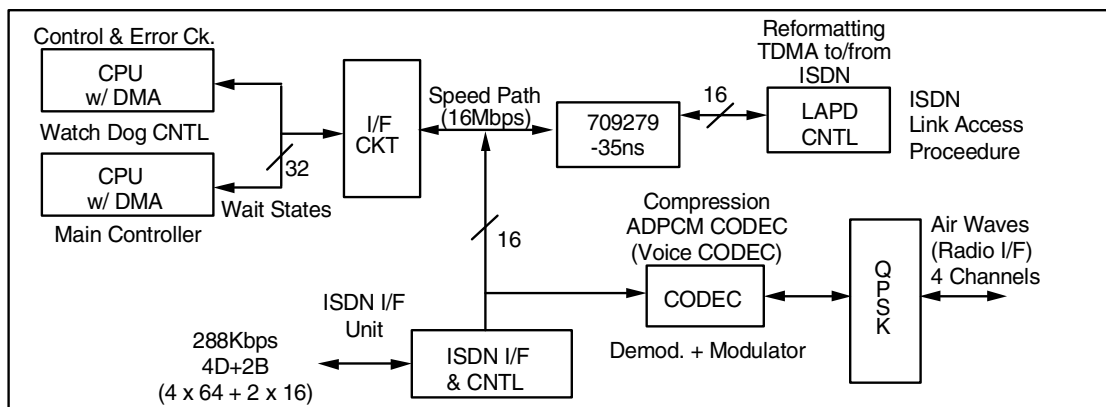 Control & Error Ck.
CPU
w/ DMA
Watch Dog CNTL
CPU
w/ DMA
Main Controller
32
Wait States
I/F
CKT
Speed Path
(16Mbps)
709279
-35ns
16
Reformatting
TDMA to/from
ISDN
LAPD
CNTL
ISDN
Link Access
Proceedure
16
Compression
ADPCM CODEC
(Voice CODEC)
CODEC
Demod. + Modulator
QPSK
Air Waves
(Radio I/F)
4 Channels
ISDN I/F
Unit
288Kbps
4D+2B
(4 x 64 + 2 x 16)
ISDN I/F
& CNTL